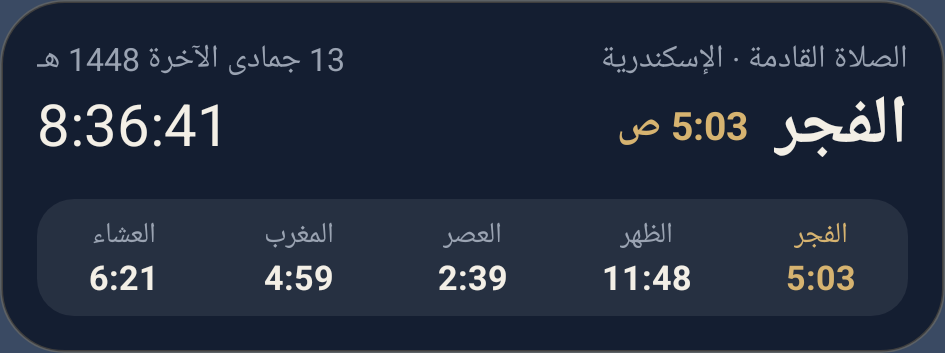 الصلاة القادمة · الإسكندرية
13 جمادى الآخرة 1448 هـ
الفجر 5:03 ص
8:36:41
الفجر الظهر العصر المغرب العشاء
5:03 11:48 2:39 4:59 6:21